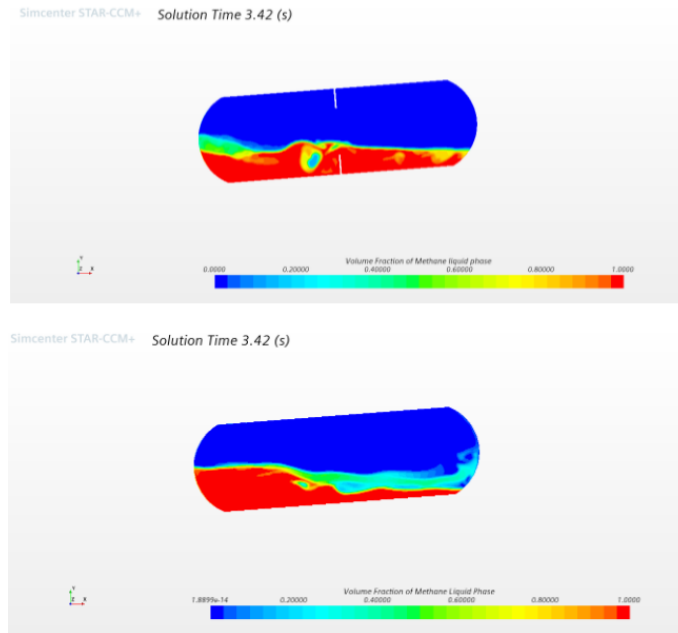 Simcenter STAR-CCM+ Solution Time 3.42 (s)
Y
Z X
Volume Fraction of Methane liquid phase
0.0000 0.20000 0.40000 0.60000 0.80000 1.0000
Simcenter STAR-CCM+ Solution Time 3.42 (s)
Y
Z X
Volume Fraction of Methane Liquid Phase
1.8899e-14 0.20000 0.40000 0.60000 0.80000 1.0000